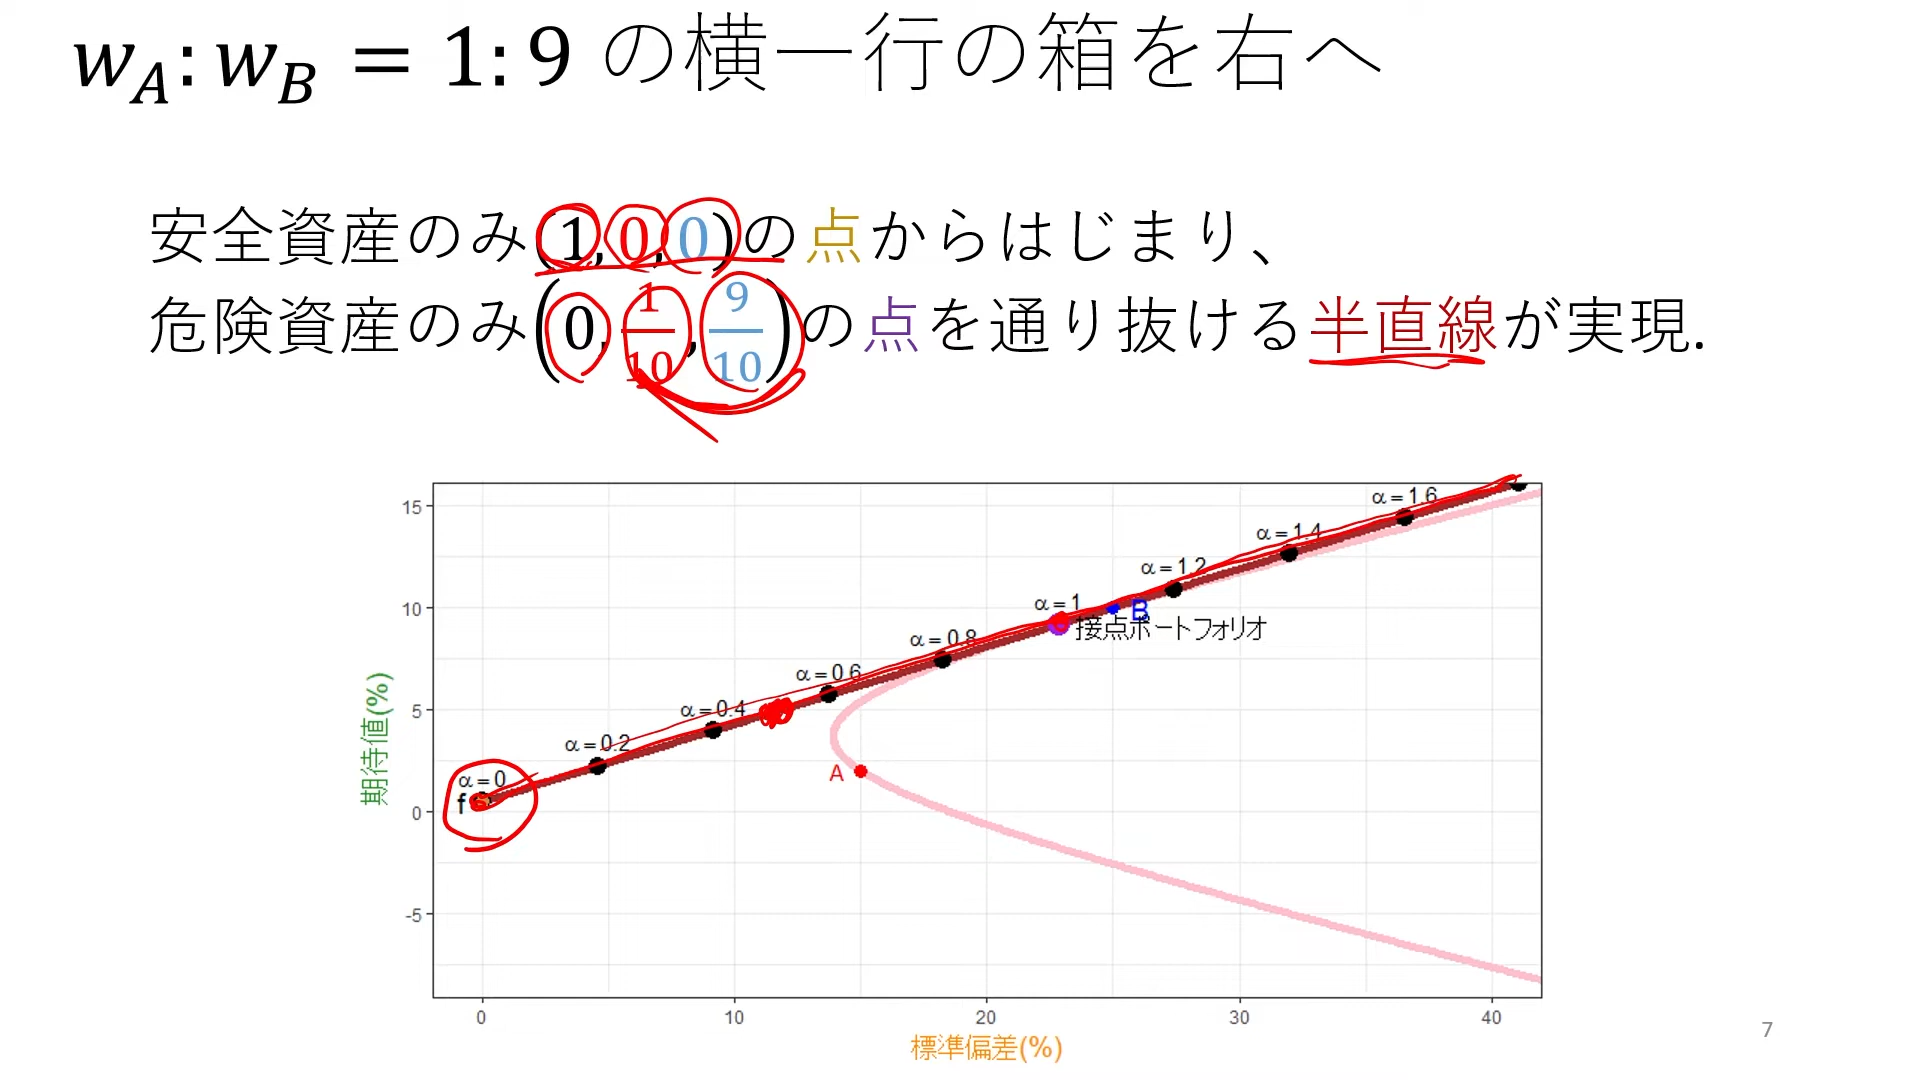 w_A: w_B = 1: 9 の横一行の箱を右へ
安全資産のみ(1, 0, 0)の点からはじまり、
危険資産のみ(0, 1/10, 9/10)の点を通り抜ける半直線が実現.
15
10
5
0
-5
期待値(%)
α = 1.6
α = 1.4
α = 1.2
α = 1
B
接点ポートフォリオ
α = 0.8
α = 0.6
α = 0.4
α = 0.2
A
α = 0
f
0
10
20
30
40
標準偏差(%)
7